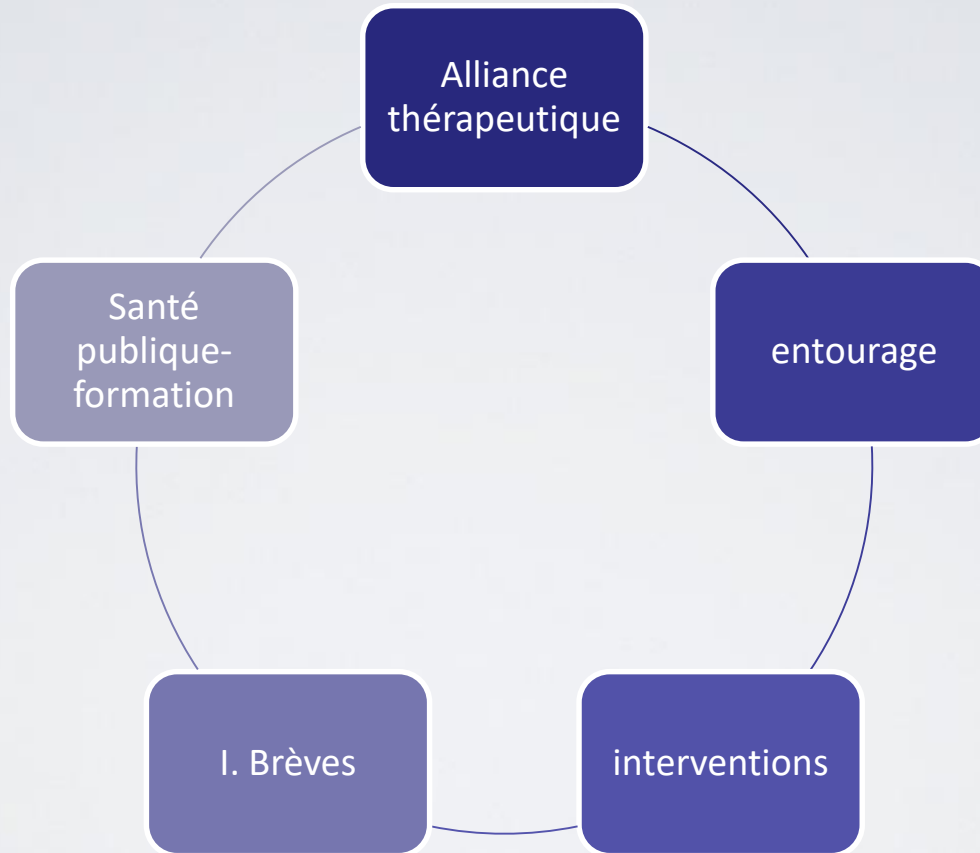 Alliance
thérapeutique
entourage
interventions
I. Brèves
Santé
publique-
formation